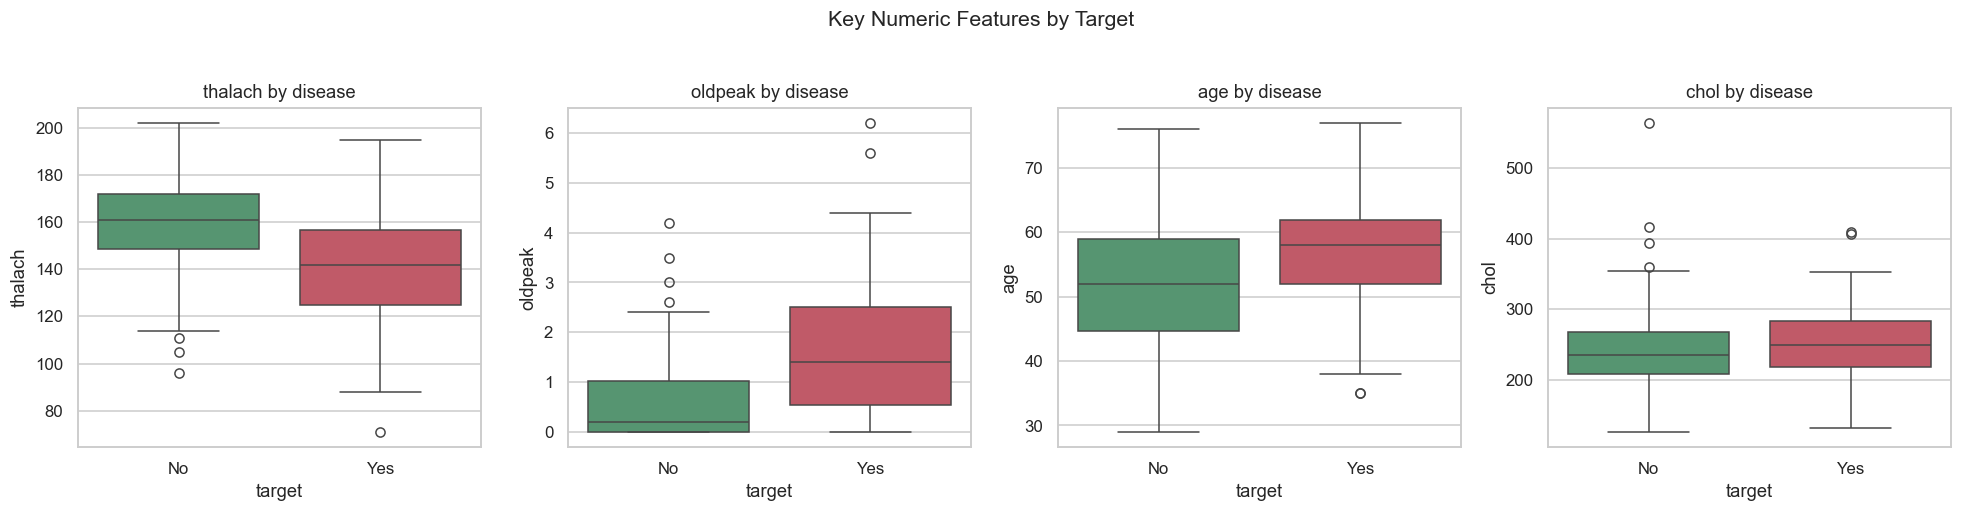 Key Numeric Features by Target
thalach by disease
thalach
200
180
160
140
120
100
80
No
Yes
target
oldpeak by disease
oldpeak
6
5
4
3
2
1
0
No
Yes
target
age by disease
age
70
60
50
40
30
No
Yes
target
chol by disease
chol
500
400
300
200
No
Yes
target